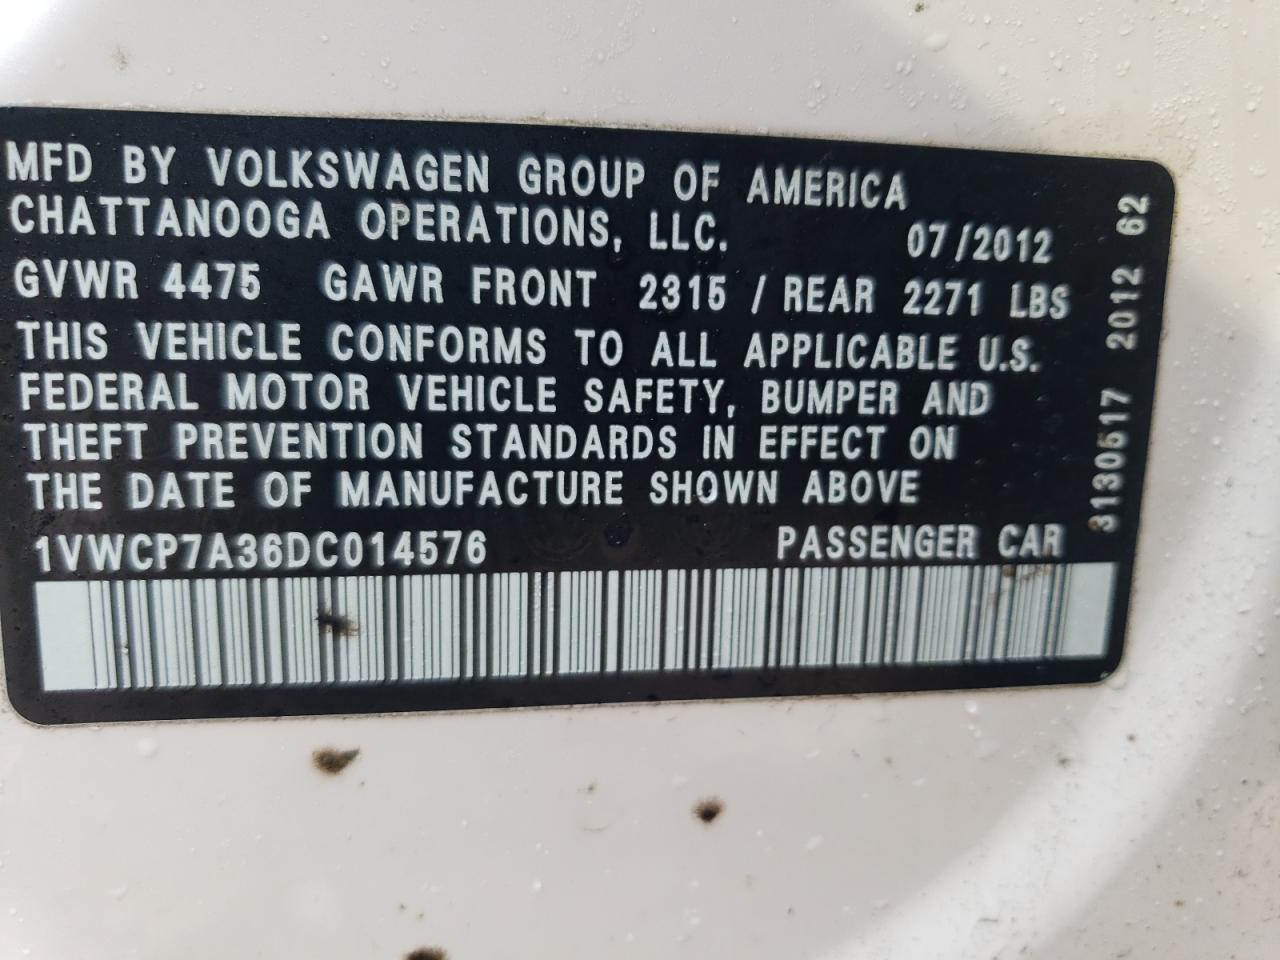 MFD BY VOLKSWAGEN GROUP OF AMERICA
CHATTANOOGA OPERATIONS, LLC. 07/2012
GVWR 4475 GAWR FRONT 2315 / REAR 2271 LBS
THIS VEHICLE CONFORMS TO ALL APPLICABLE U.S.
FEDERAL MOTOR VEHICLE SAFETY, BUMPER AND
THEFT PREVENTION STANDARDS IN EFFECT ON
THE DATE OF MANUFACTURE SHOWN ABOVE
1VWCP7A36DC014576 PASSENGER CAR
3130517 2012 62